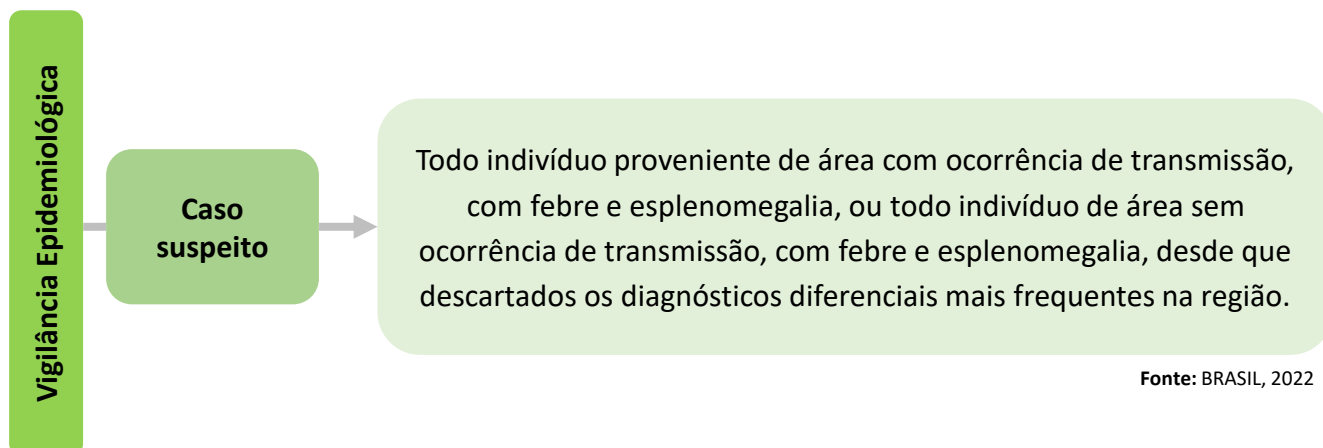 Vigilância Epidemiológica
Caso
suspeito
Todo indivíduo proveniente de área com ocorrência de transmissão,
com febre e esplenomegalia, ou todo indivíduo de área sem
ocorrência de transmissão, com febre e esplenomegalia, desde que
descartados os diagnósticos diferenciais mais frequentes na região.
Fonte: BRASIL, 2022